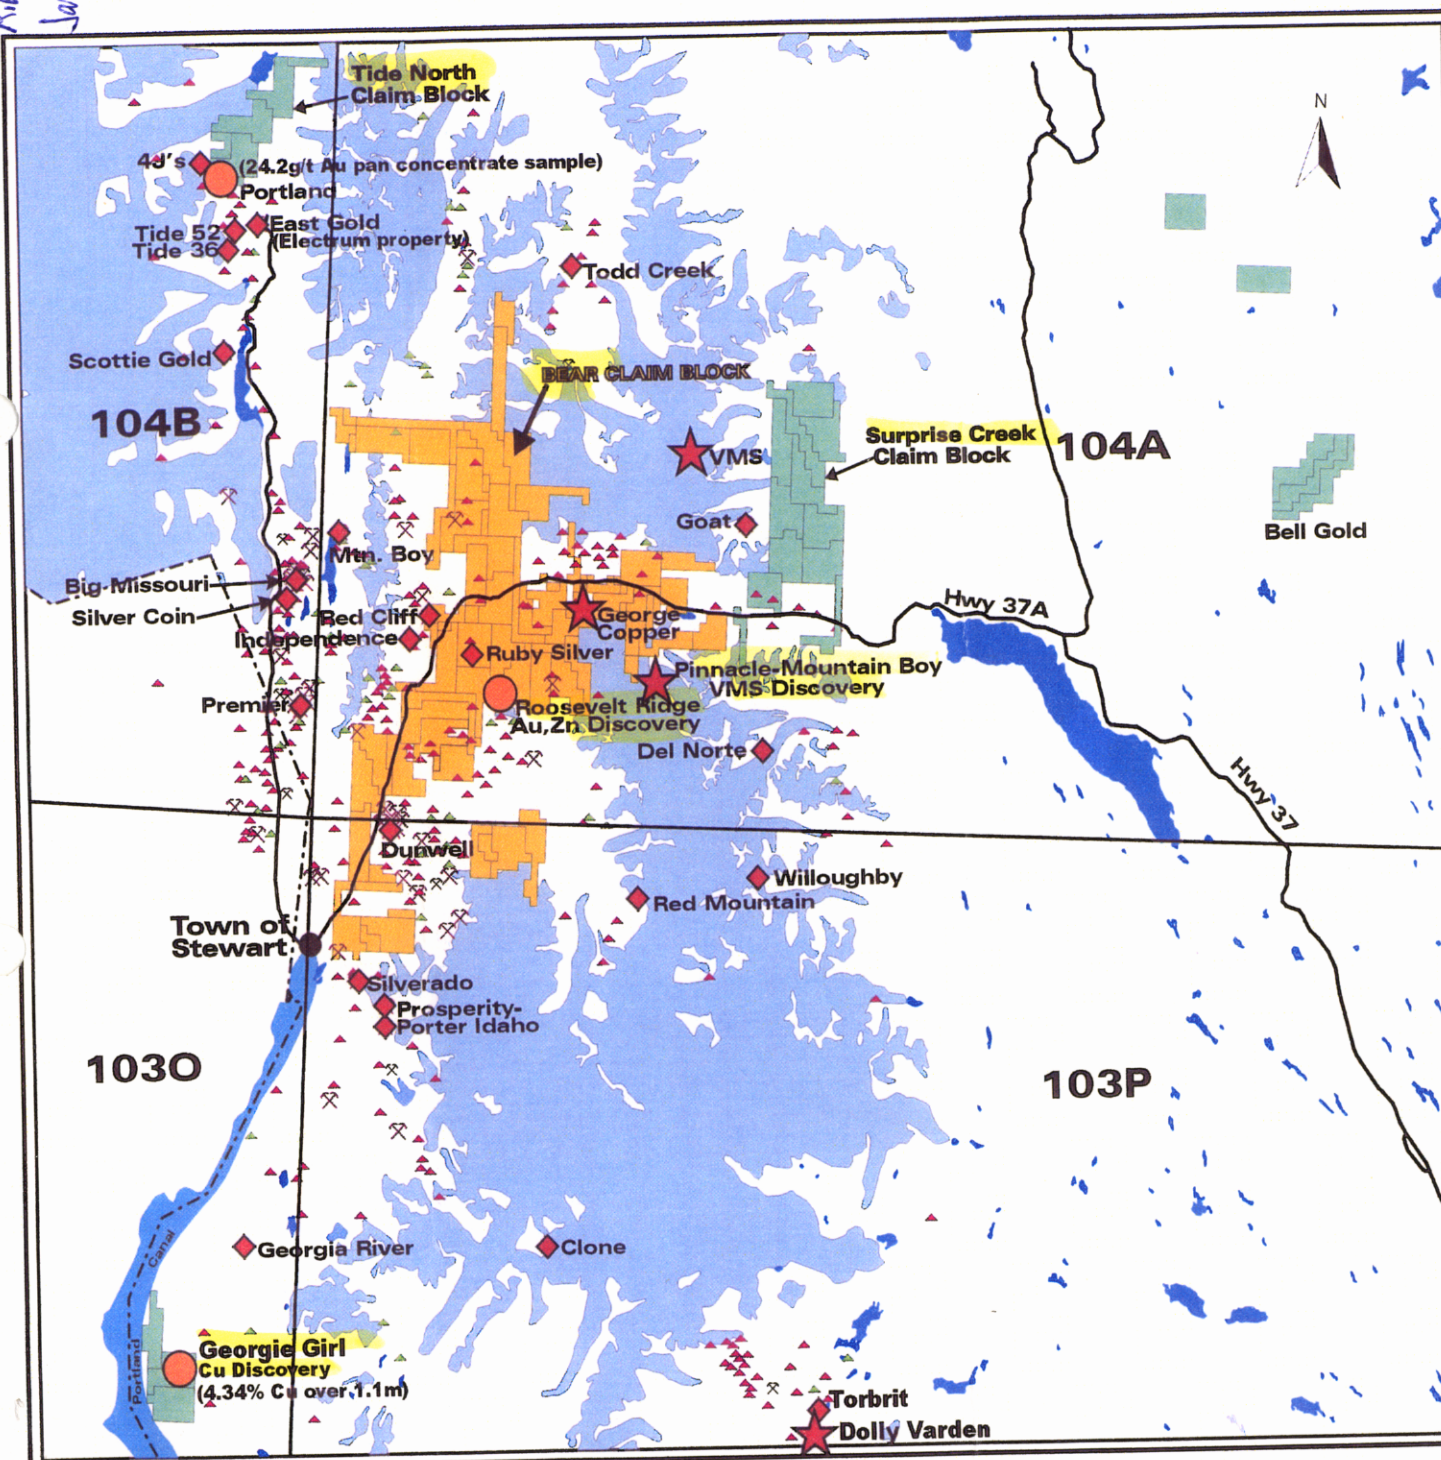 Tide North
Claim Block
N
4J's
(24.2g/t Au pan concentrate sample)
Portland
East Gold
(Electrum property)
Tide 52
Tide 36
Todd Creek
Scottie Gold
BEAR CLAIM BLOCK
104B
VMS
Surprise Creek
Claim Block
104A
Goat
Bell Gold
Mtn. Boy
Big Missouri
Silver Coin
Red Cliff
Independence
George
Copper
Hwy 37A
Ruby Silver
Pinnacle-Mountain Boy
VMS Discovery
Premier
Roosevelt Ridge
Au,Zn Discovery
Del Norte
Hwy 37
Dunwell
Willoughby
Red Mountain
Town of
Stewart
Silverado
Prosperity-
Porter Idaho
103O
103P
Georgia River
Clone
Canal
Portland
Georgie Girl
Cu Discovery
(4.34% Cu over 1.1m)
Torbrit
Dolly Varden